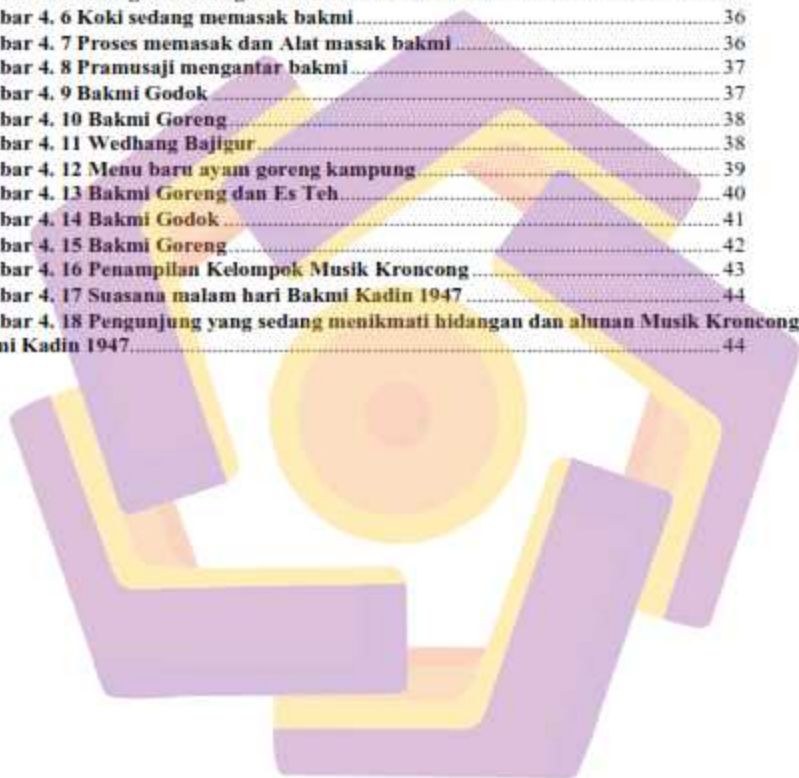 bar 4. 6 Koki sedang memasak bakmi....................................................................36
bar 4. 7 Proses memasak dan Alat masak bakmi..................................................36
bar 4. 8 Pramusaji mengantar bakmi.....................................................................37
bar 4. 9 Bakmi Godok.............................................................................................37
bar 4. 10 Bakmi Goreng..........................................................................................38
bar 4. 11 Wedhang Bajigur.....................................................................................38
bar 4. 12 Menu baru ayam goreng kampung.........................................................39
bar 4. 13 Bakmi Goreng dan Es Teh.......................................................................40
bar 4. 14 Bakmi Godok...........................................................................................41
bar 4. 15 Bakmi Goreng..........................................................................................42
bar 4. 16 Penampilan Kelompok Musik Kroncong................................................43
bar 4. 17 Suasana malam hari Bakmi Kadin 1947.................................................44
bar 4. 18 Pengunjung yang sedang menikmati hidangan dan alunan Musik Kroncong
mi Kadin 1947..........................................................................................................44